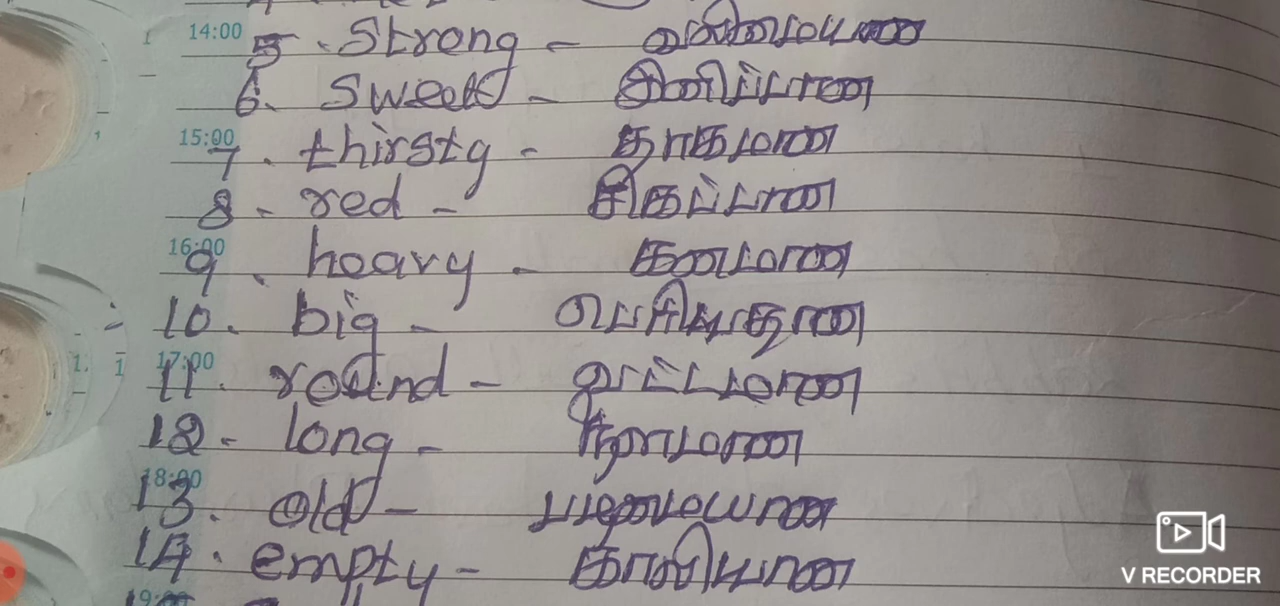 14:00
5. Strong - வலிமையான
6. Sweet - இனிப்பான
15:00
7. thirsty - தாகமான
8. red - சிகப்பான
16:00
9. heavy - கனமான
10. big - பெரியதான
17:00
11. round - வட்டமான
12. long - நீளமான
18:00
13. old - பழமையான
14. empty - காலியான
19:00
V RECORDER